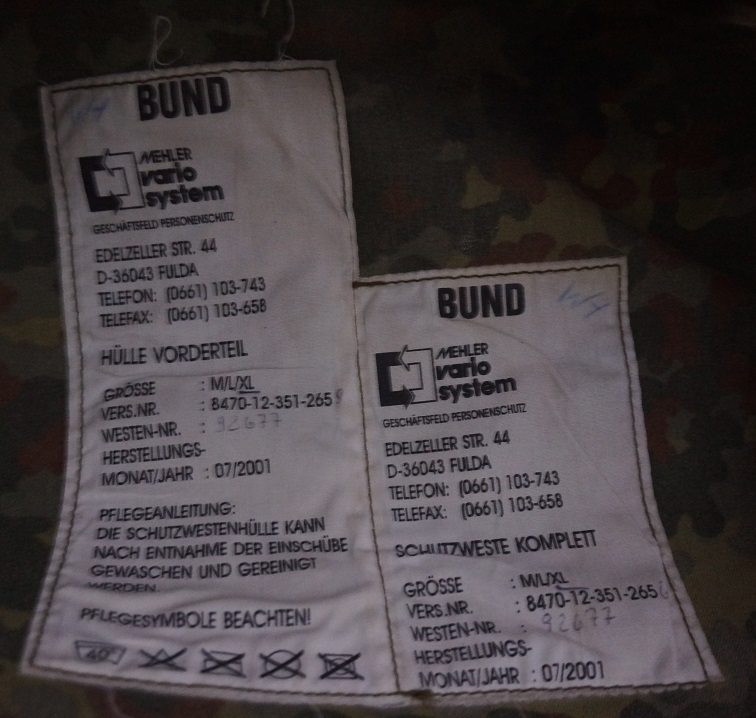 BUND
MEHLER
vario
system
GESCHÄFTSFELD PERSONENSCHUTZ
EDELZELLER STR. 44
D-36043 FULDA
TELEFON: (0661) 103-743
TELEFAX: (0661) 103-658
HÜLLE VORDERTEIL
GRÖSSE : M/L/XL
VERS.NR. : 8470-12-351-265
WESTEN-NR. : 92677
HERSTELLUNGS-
MONAT/JAHR : 07/2001
PFLEGEANLEITUNG:
DIE SCHUTZWESTENHÜLLE KANN
NACH ENTNAHME DER EINSCHÜBE
GEWASCHEN UND GEREINIGT
WERDEN.
PFLEGESYMBOLE BEACHTEN!
40
BUND
MEHLER
vario
system
GESCHÄFTSFELD PERSONENSCHUTZ
EDELZELLER STR. 44
D-36043 FULDA
TELEFON: (0661) 103-743
TELEFAX: (0661) 103-658
SCHUTZWESTE KOMPLETT
GRÖSSE : M/L/XL
VERS.NR. : 8470-12-351-265
WESTEN-NR. : 92677
HERSTELLUNGS-
MONAT/JAHR : 07/2001